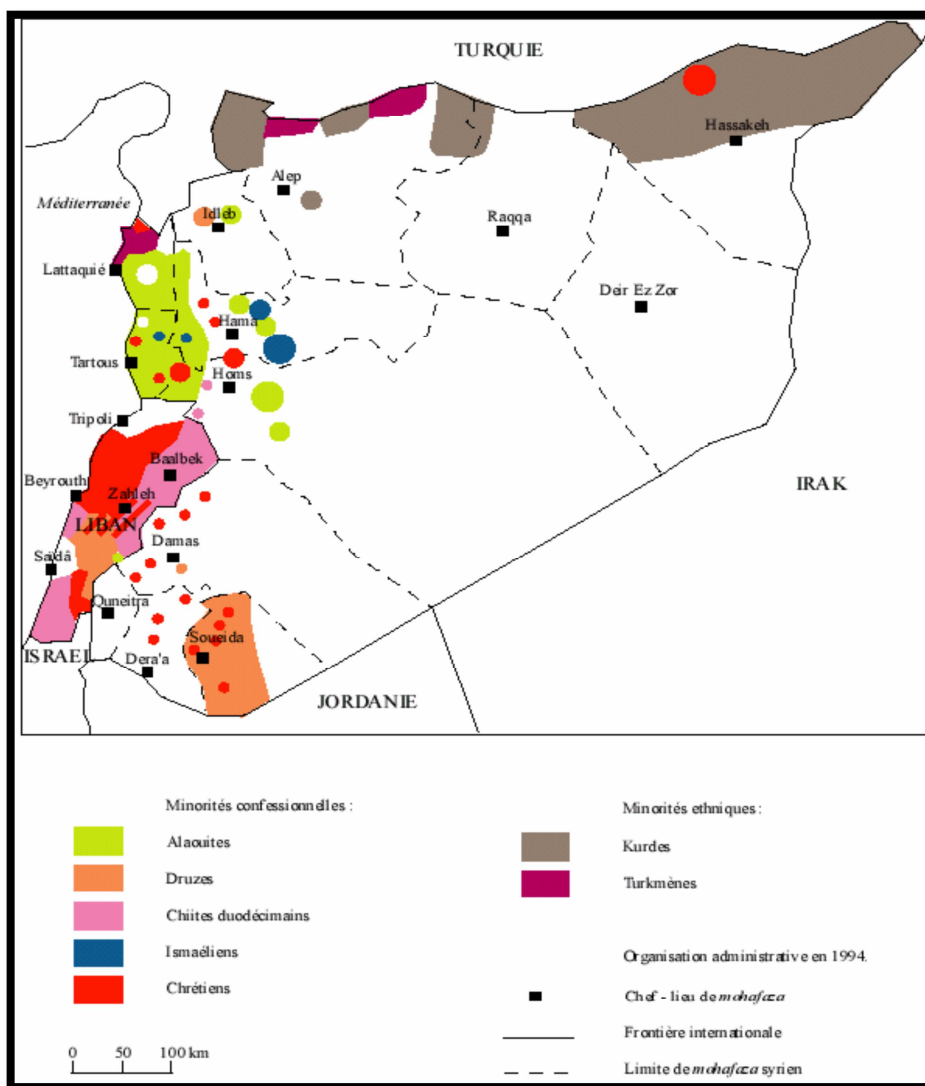 TURQUIE
Hassakeh
Alep
Méditerranée
Idleb
Raqqa
Lattaquié
Deir Ez Zor
Hama
Tartous
Homs
Tripoli
Baalbek
Beyrouth
IRAK
Zahleh
LIBAN
Damas
Saïdâ
Quneitra
Soueida
ISRAEL
Dera'a
JORDANIE
Minorités confessionnelles :
Alaouites
Druzes
Chiites duodécimains
Ismaéliens
Chrétiens
0 50 100 km
Minorités ethniques :
Kurdes
Turkmènes
Organisation administrative en 1994.
Chef - lieu de mohafaza
Frontière internationale
Limite de mohafaza syrien